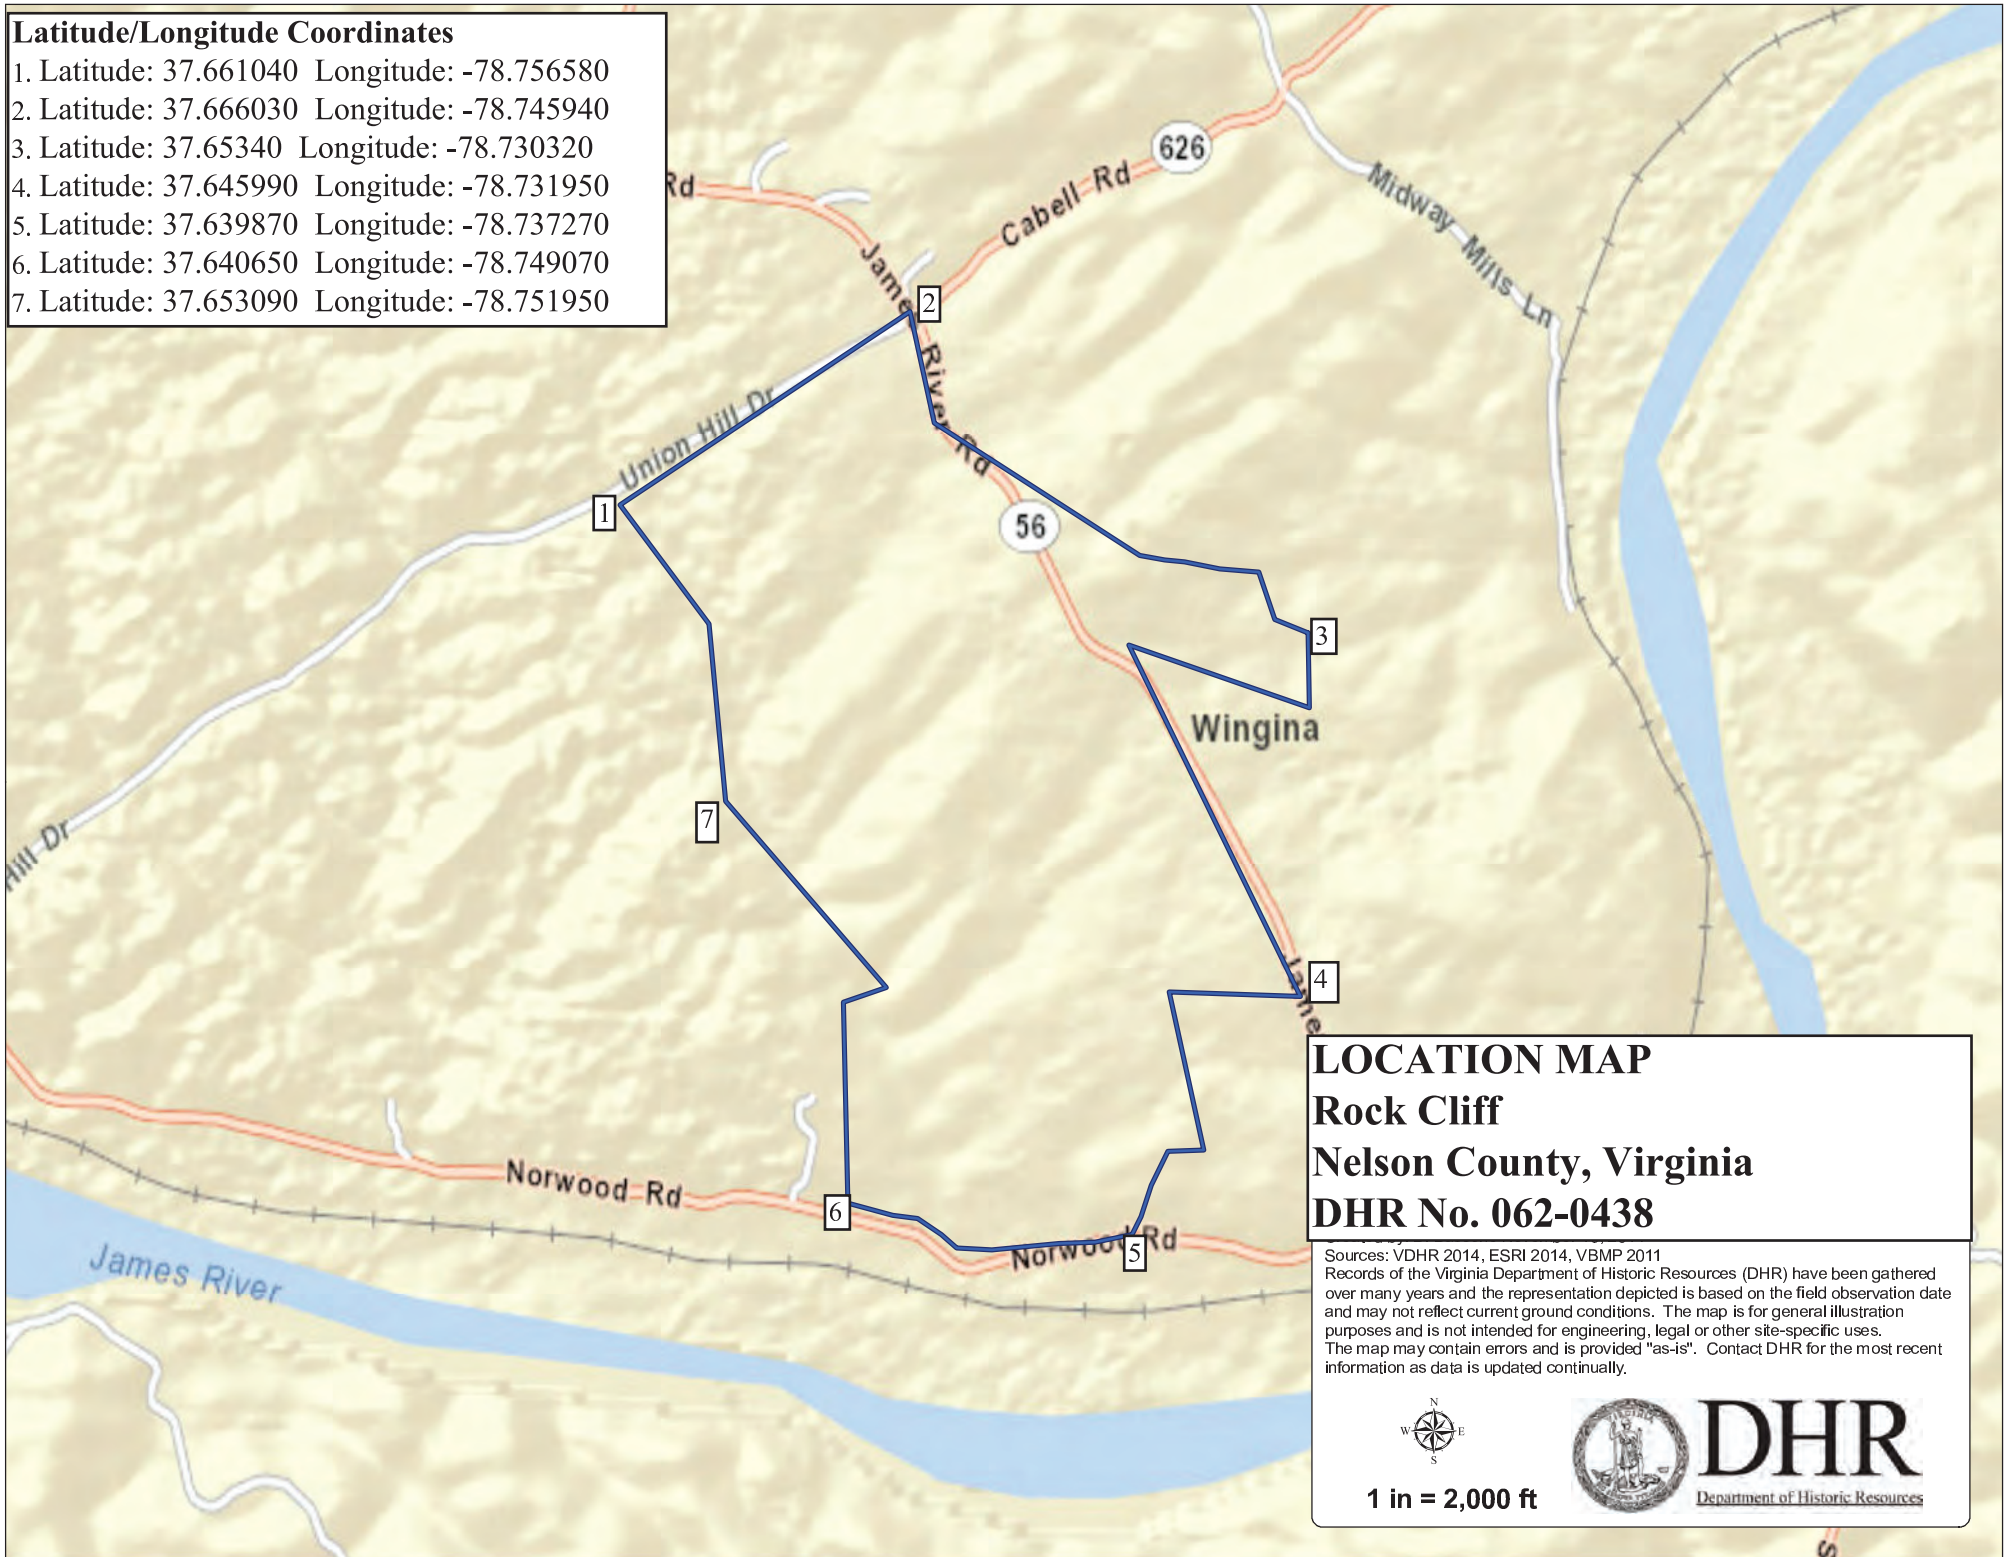 Latitude/Longitude Coordinates
1. Latitude: 37.661040 Longitude: -78.756580
2. Latitude: 37.666030 Longitude: -78.745940
3. Latitude: 37.65340 Longitude: -78.730320
4. Latitude: 37.645990 Longitude: -78.731950
5. Latitude: 37.639870 Longitude: -78.737270
6. Latitude: 37.640650 Longitude: -78.749070
7. Latitude: 37.653090 Longitude: -78.751950
Rd
626
Cabell Rd
Midway Mills Ln
James River Rd
2
Union Hill Dr
1
56
3
Wingina
7
Hill Dr
4
Jame
Norwood Rd
6
Norwood Rd
5
James River
LOCATION MAP
Rock Cliff
Nelson County, Virginia
DHR No. 062-0438
Sources: VDHR 2014, ESRI 2014, VBMP 2011
Records of the Virginia Department of Historic Resources (DHR) have been gathered
over many years and the representation depicted is based on the field observation date
and may not reflect current ground conditions. The map is for general illustration
purposes and is not intended for engineering, legal or other site-specific uses.
The map may contain errors and is provided "as-is". Contact DHR for the most recent
information as data is updated continually.
N
W E
S
1 in = 2,000 ft
VIRGINIA
DHR
Department of Historic Resources
S